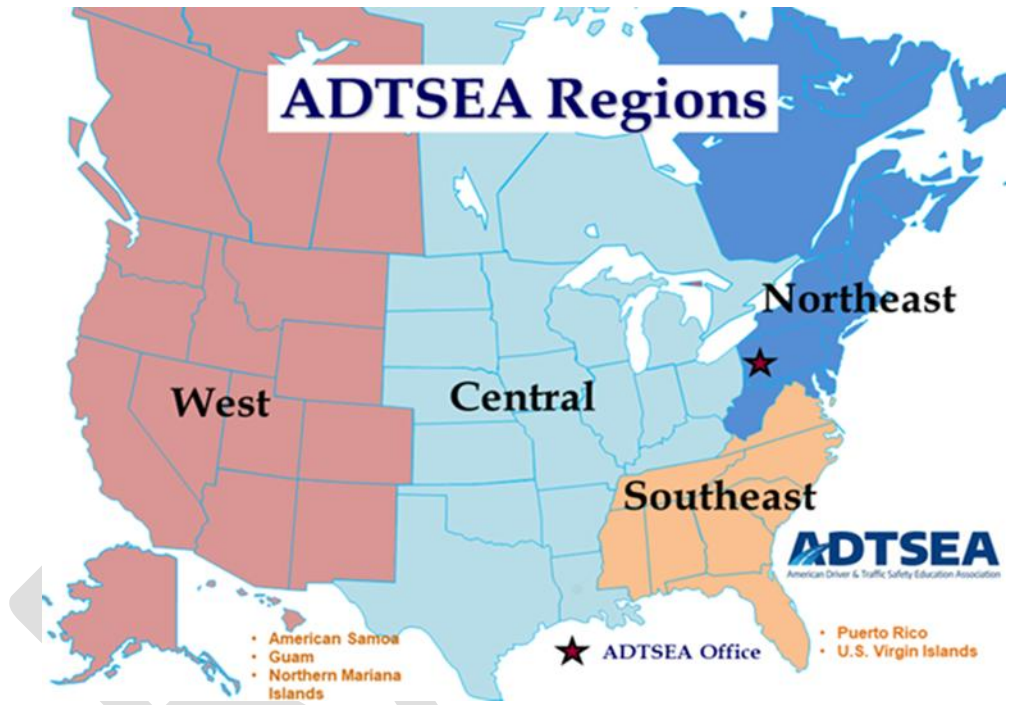 ADTSEA Regions
Northeast
West
Central
Southeast
ADTSEA
American Driver & Traffic Safety Education Association
• American Samoa
• Guam
• Northern Mariana
Islands
ADTSEA Office
• Puerto Rico
• U.S. Virgin Islands